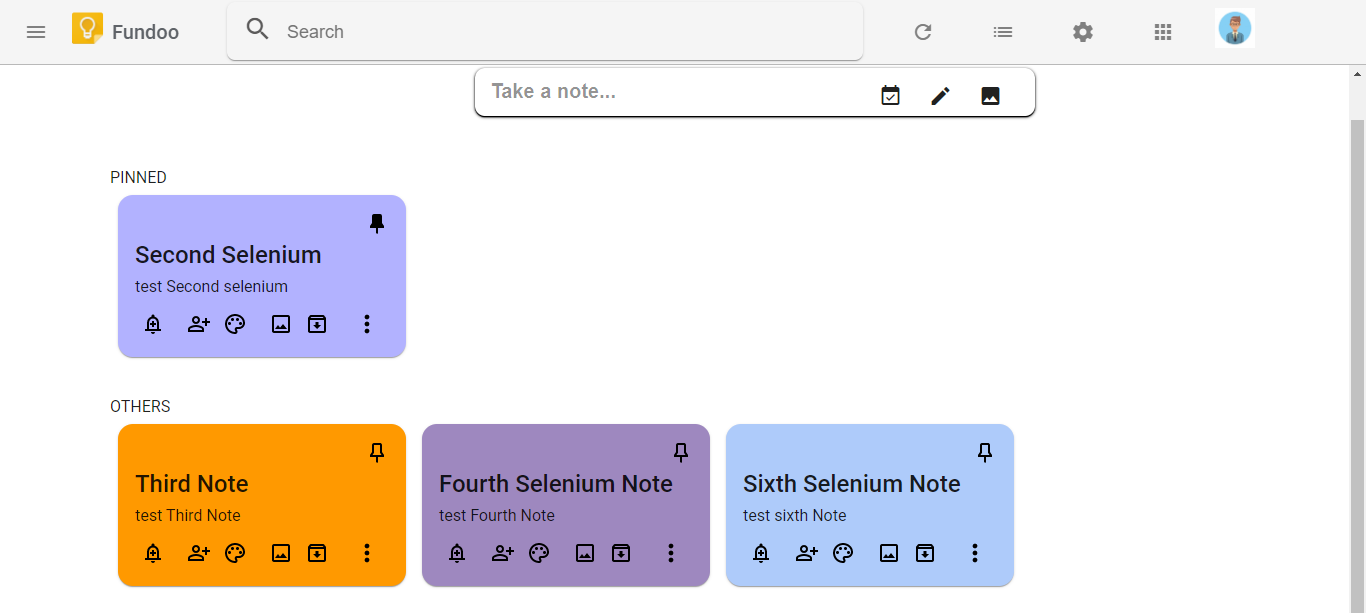 Fundoo
Search
Take a note...
PINNED
Second Selenium
test Second selenium
OTHERS
Third Note
test Third Note
Fourth Selenium Note
test Fourth Note
Sixth Selenium Note
test sixth Note